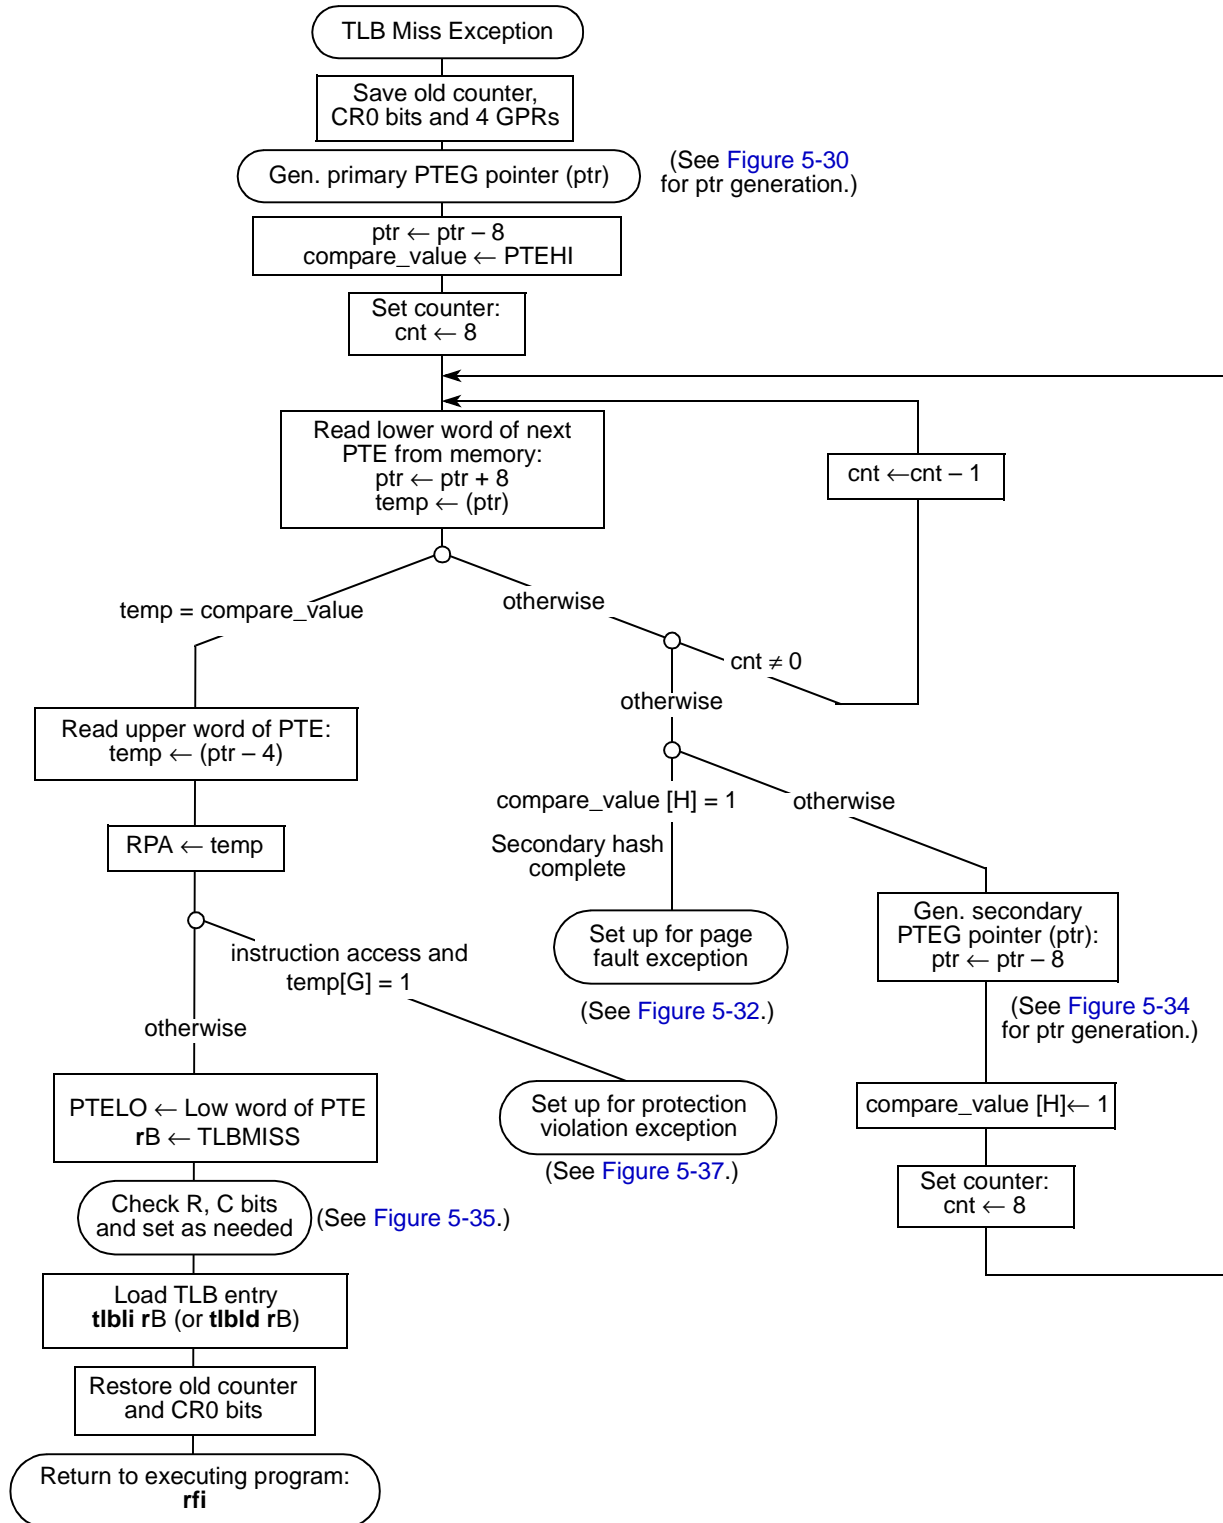 TLB Miss Exception
Save old counter,
CR0 bits and 4 GPRs
Gen. primary PTEG pointer (ptr)
(See Figure 5-30
for ptr generation.)
ptr ← ptr – 8
compare_value ← PTEHI
Set counter:
cnt ← 8
Read lower word of next
PTE from memory:
ptr ← ptr + 8
temp ← (ptr)
cnt ←cnt – 1
temp = compare_value
otherwise
cnt ≠ 0
otherwise
Read upper word of PTE:
temp ← (ptr – 4)
compare_value [H] = 1
otherwise
RPA ← temp
Secondary hash
complete
instruction access and
temp[G] = 1
Set up for page
fault exception
(See Figure 5-32.)
Gen. secondary
PTEG pointer (ptr):
ptr ← ptr – 8
(See Figure 5-34
for ptr generation.)
otherwise
PTELO ← Low word of PTE
rB ← TLBMISS
Set up for protection
violation exception
(See Figure 5-37.)
compare_value [H]← 1
Set counter:
cnt ← 8
Check R, C bits
and set as needed
(See Figure 5-35.)
Load TLB entry
tlbli rB (or tlbld rB)
Restore old counter
and CR0 bits
Return to executing program:
rfi